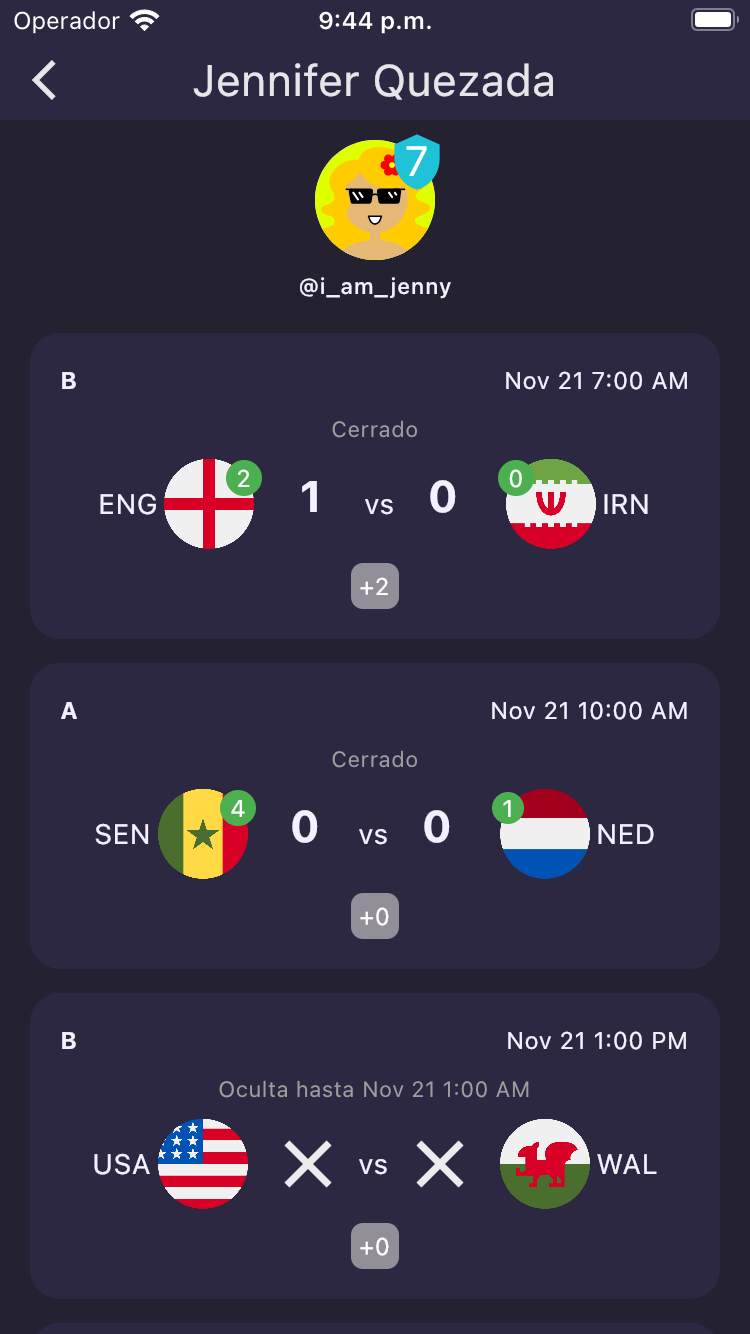 Operador 9:44 p.m.
Jennifer Quezada
7
@i_am_jenny
B Nov 21 7:00 AM
Cerrado
ENG 2 1 vs 0 0 IRN
+2
A Nov 21 10:00 AM
Cerrado
SEN 4 0 vs 0 1 NED
+0
B Nov 21 1:00 PM
Oculta hasta Nov 21 1:00 AM
USA vs WAL
+0